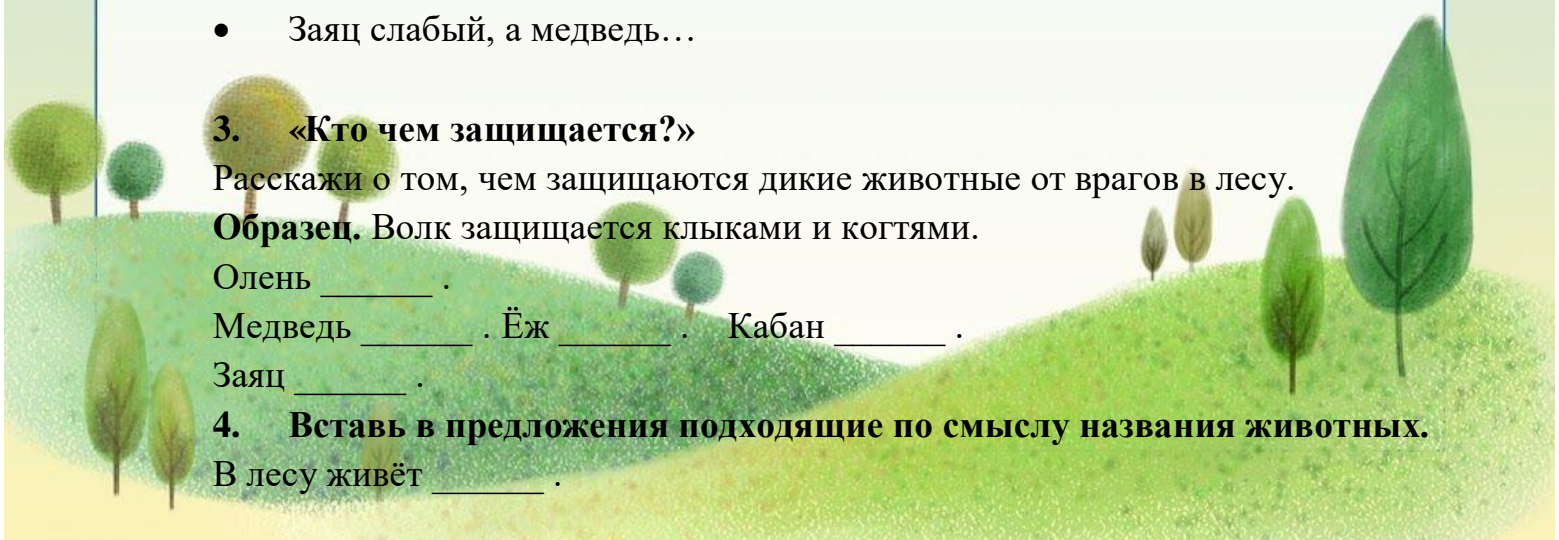 • Заяц слабый, а медведь…
3. «Кто чем защищается?»
Расскажи о том, чем защищаются дикие животные от врагов в лесу.
Образец. Волк защищается клыками и когтями.
Олень ______ .
Медведь ______ . Ёж ______ . Кабан ______ .
Заяц ______ .
4. Вставь в предложения подходящие по смыслу названия животных.
В лесу живёт ______ .